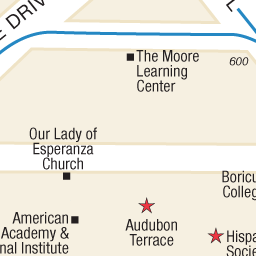 E DRIV
L
The Moore
Learning
Center
600
Our Lady of
Esperanza
Church
Boricu
Colleg
American
Academy &
nal Institute
Audubon
Terrace
Hispa
Socie